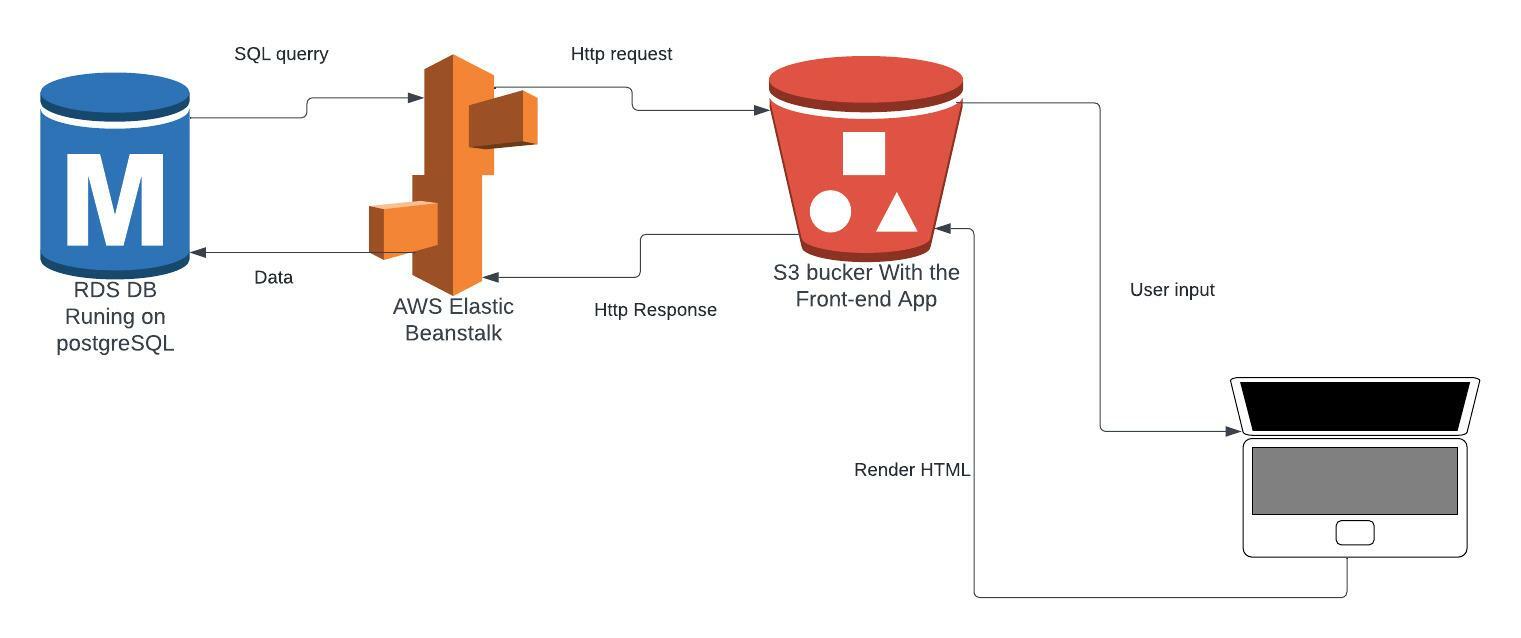 SQL querry
Http request
M
Data
RDS DB
Runing on
postgreSQL
AWS Elastic
Beanstalk
Http Response
S3 bucker With the
Front-end App
User input
Render HTML